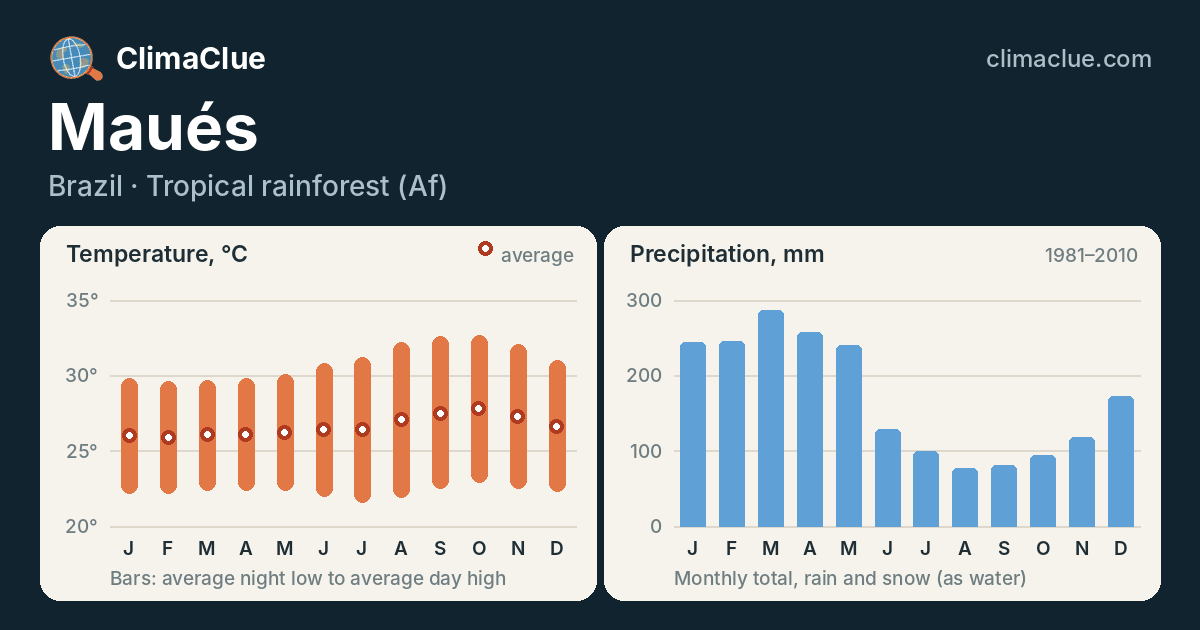 ClimaClue
climaclue.com
Maués
Brazil · Tropical rainforest (Af)
Temperature, °C
average
35°
30°
25°
20°
J F M A M J J A S O N D
Bars: average night low to average day high
Precipitation, mm
1981–2010
300
200
100
0
J F M A M J J A S O N D
Monthly total, rain and snow (as water)